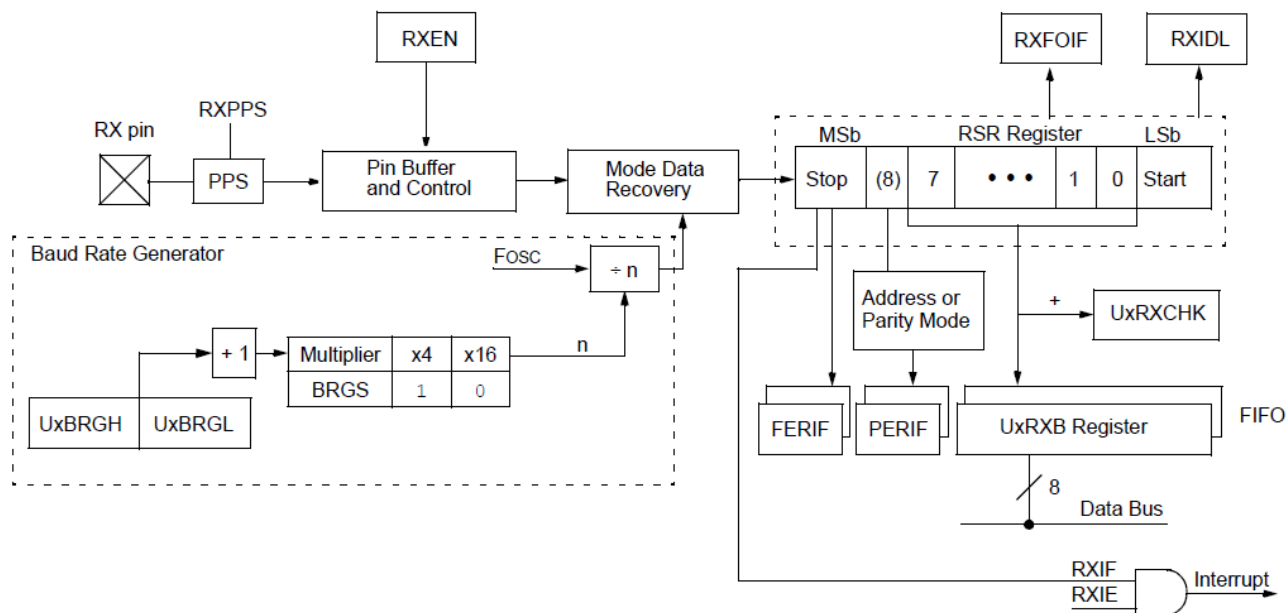 RXEN
RXFOIF
RXIDL
RXPPS
RX pin
PPS
Pin Buffer
and Control
Mode Data
Recovery
MSb RSR Register LSb
Stop (8) 7 • • • 1 0 Start
Baud Rate Generator
FOSC
÷ n
+ 1
Multiplier x4 x16
BRGS 1 0
n
UxBRGH UxBRGL
Address or
Parity Mode
+
UxRXCHK
FERIF
PERIF
UxRXB Register
FIFO
8
Data Bus
RXIF
RXIE
Interrupt